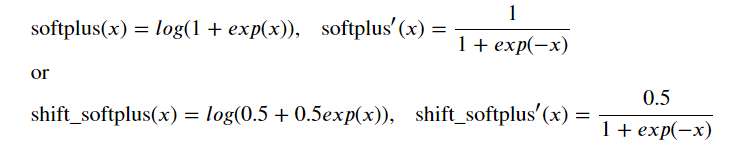 softplus(x) = log(1 + exp(x)), softplus′(x) = 1 / (1 + exp(−x))
or
shift_softplus(x) = log(0.5 + 0.5exp(x)), shift_softplus′(x) = 0.5 / (1 + exp(−x))